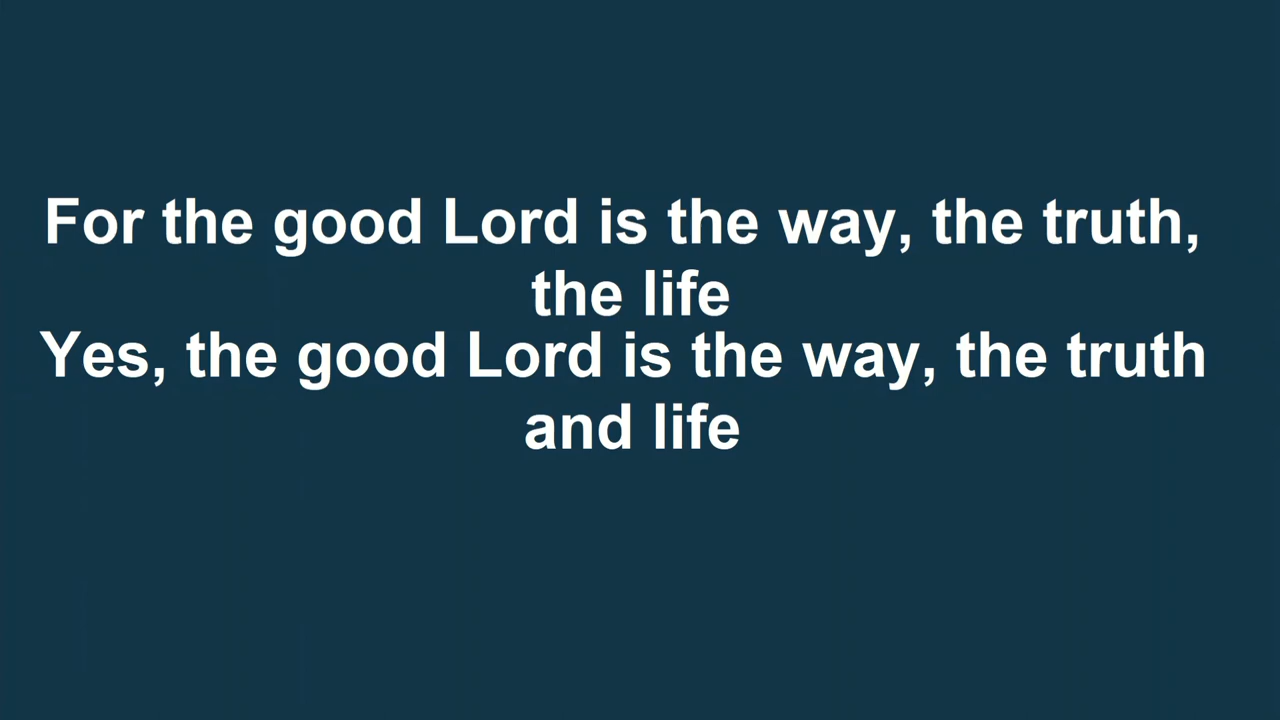 For the good Lord is the way, the truth,
the life
Yes, the good Lord is the way, the truth
and life